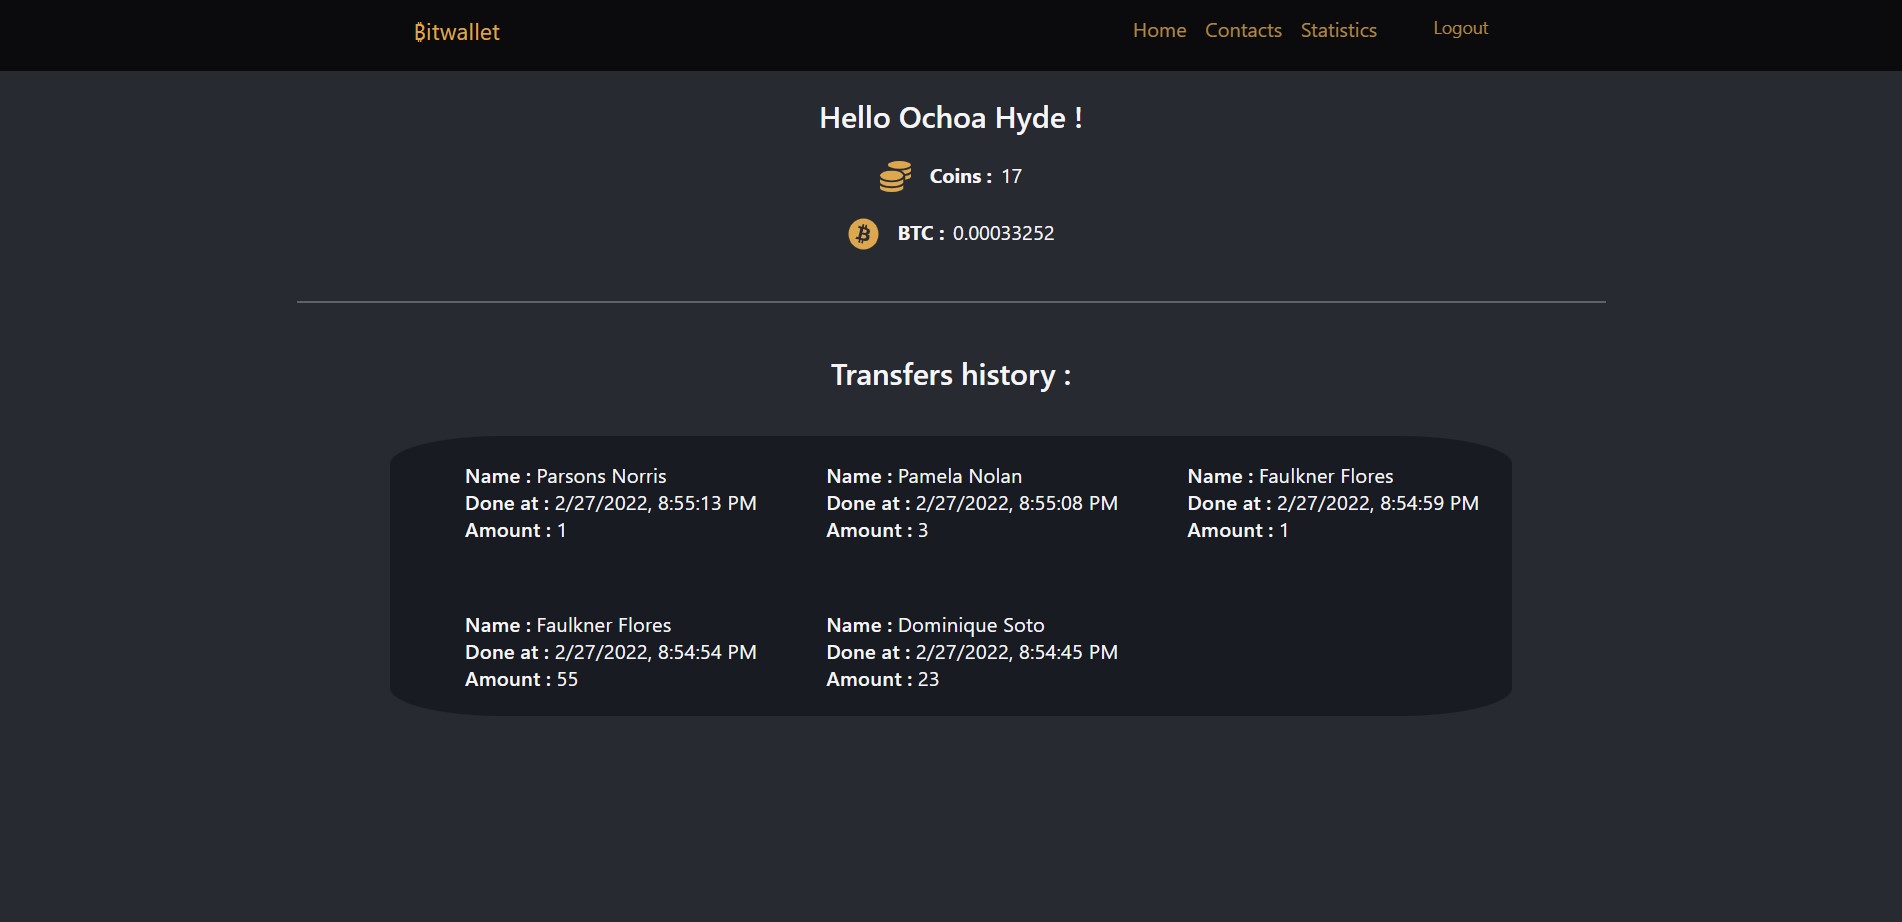 ₿itwallet
Home Contacts Statistics Logout
Hello Ochoa Hyde !
Coins : 17
BTC : 0.00033252
Transfers history :
Name : Parsons Norris
Done at : 2/27/2022, 8:55:13 PM
Amount : 1
Name : Pamela Nolan
Done at : 2/27/2022, 8:55:08 PM
Amount : 3
Name : Faulkner Flores
Done at : 2/27/2022, 8:54:59 PM
Amount : 1
Name : Faulkner Flores
Done at : 2/27/2022, 8:54:54 PM
Amount : 55
Name : Dominique Soto
Done at : 2/27/2022, 8:54:45 PM
Amount : 23